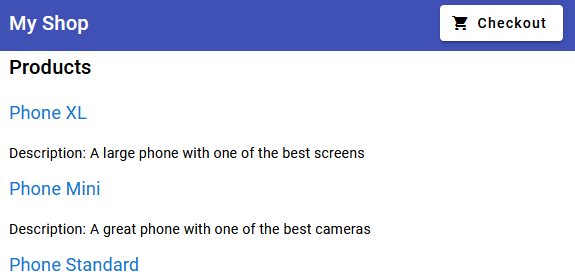 My Shop
Checkout
Products
Phone XL
Description: A large phone with one of the best screens
Phone Mini
Description: A great phone with one of the best cameras
Phone Standard